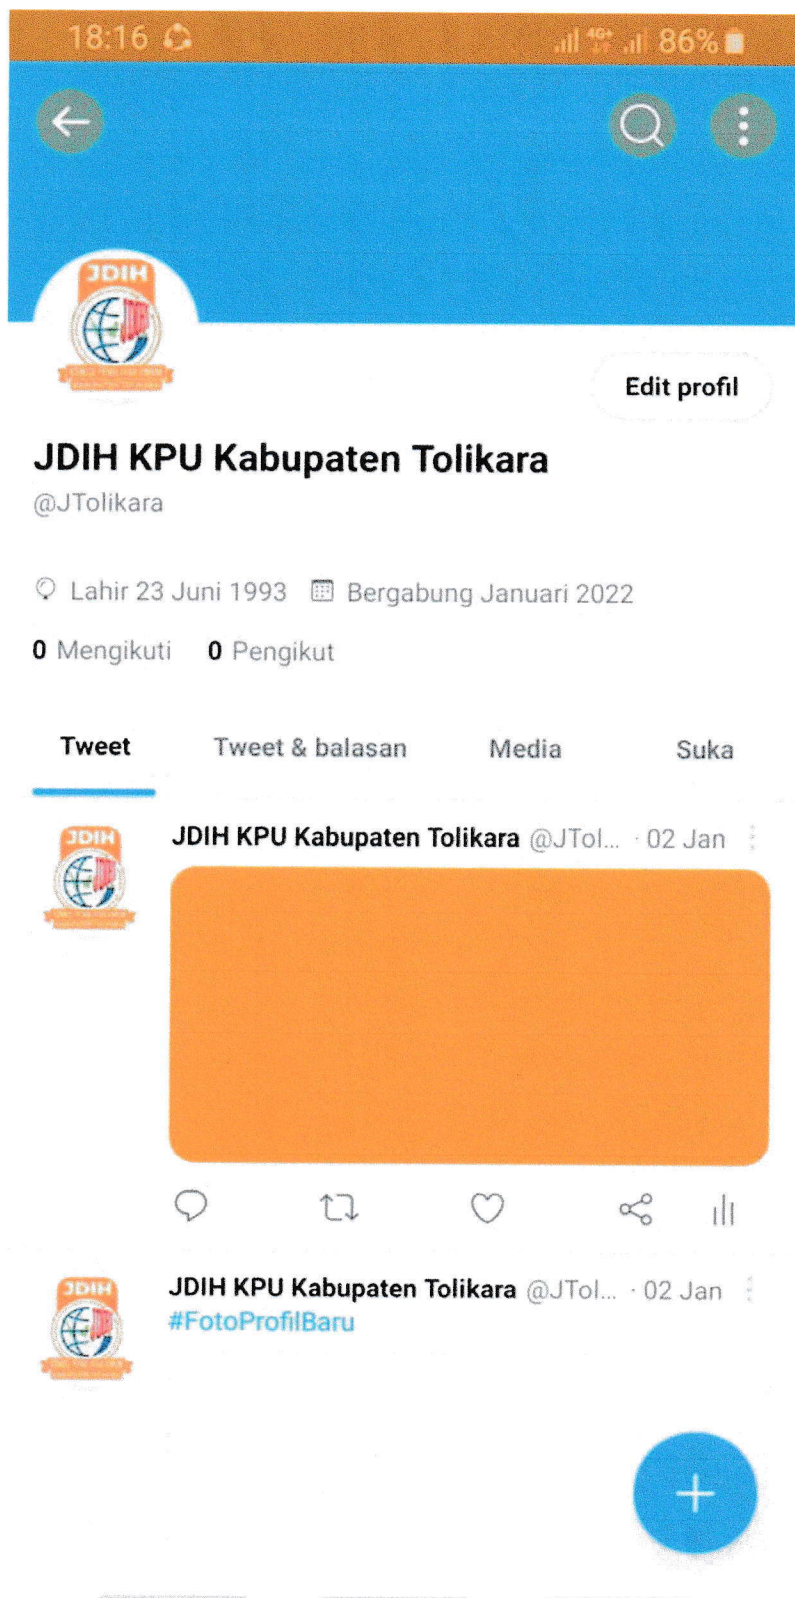 18:16 4G+ 86%
JDIH
Edit profil
JDIH KPU Kabupaten Tolikara
@JTolikara
Lahir 23 Juni 1993 Bergabung Januari 2022
0 Mengikuti 0 Pengikut
Tweet Tweet & balasan Media Suka
JDIH
JDIH KPU Kabupaten Tolikara @JTol... · 02 Jan
JDIH
JDIH KPU Kabupaten Tolikara @JTol... · 02 Jan
#FotoProfilBaru